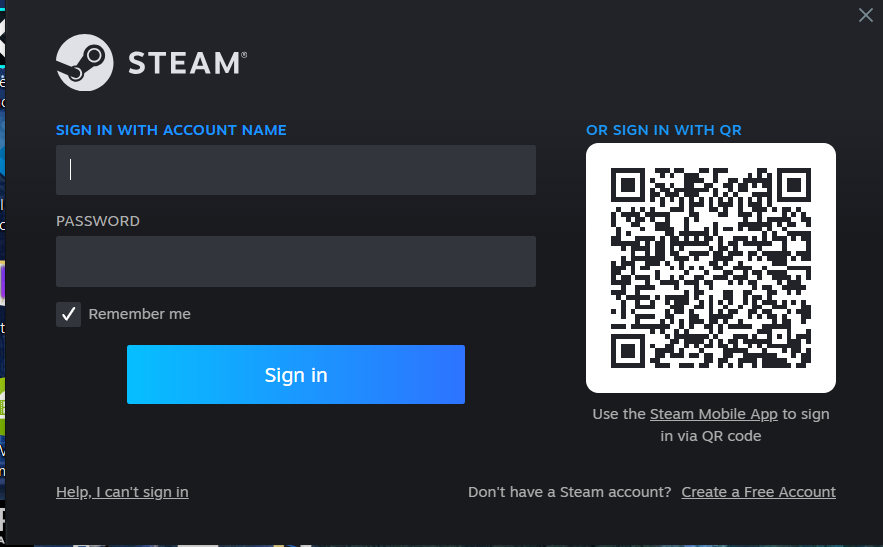 STEAM®
SIGN IN WITH ACCOUNT NAME
PASSWORD
Remember me
Sign in
OR SIGN IN WITH QR
Use the Steam Mobile App to sign
in via QR code
Help, I can't sign in
Don't have a Steam account? Create a Free Account